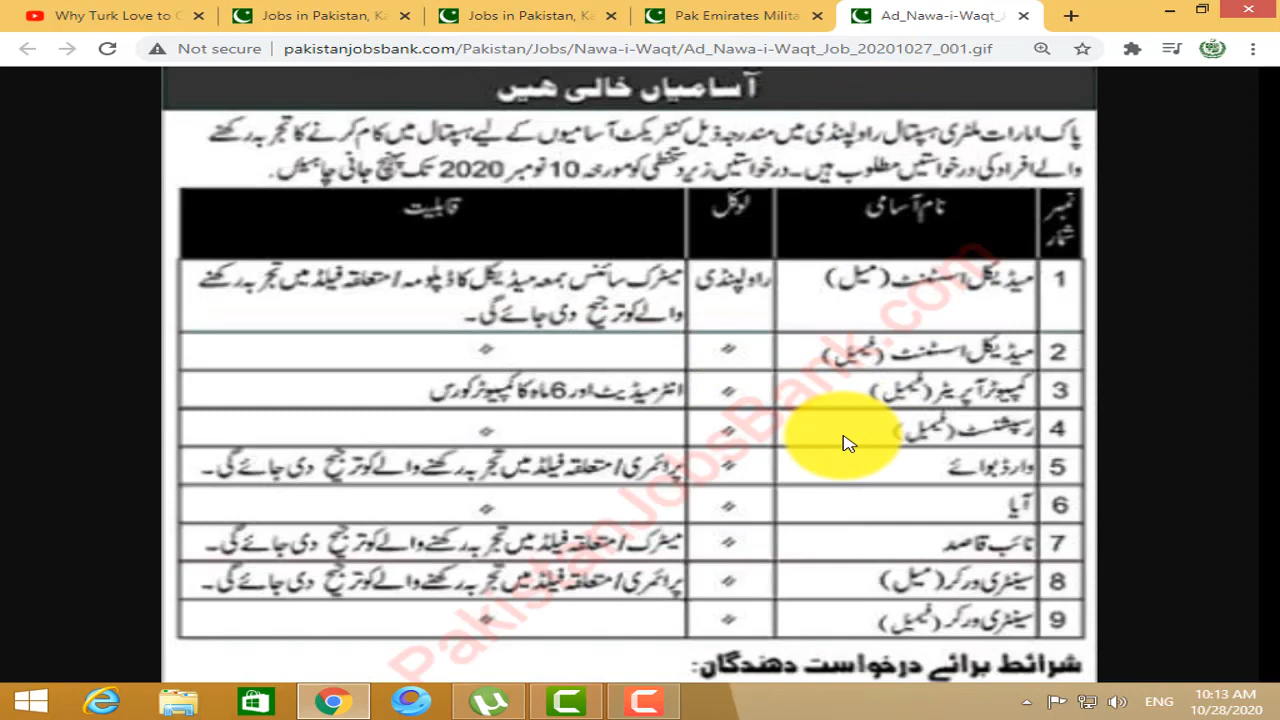 Why Turk Love to
Jobs in Pakistan, Ka
Jobs in Pakistan, Ka
Pak Emirates Milita
Ad_Nawa-i-Waqt_J
Not secure
pakistanjobsbank.com/Pakistan/Jobs/Nawa-i-Waqt/Ad_Nawa-i-Waqt_Job_20201027_001.gif
آسامیاں خالی ھیں
پاک امارات ملٹری ہسپتال راولپنڈی میں مندرجہ ذیل کنٹریکٹ آسامیوں کے لیے ہسپتال میں کام کرنے کا تجربہ رکھنے
والے افراد کی درخواستیں مطلوب ہیں۔ درخواستیں زیر دستخطی کو مورخہ 10 نومبر 2020 تک پہنچ جانی چاہیئں۔
نمبر شمار نام آسامی لوکل قابلیت
1 میڈیکل اسسٹنٹ (میل) راولپنڈی میٹرک سائنس بمعہ میڈیکل کا ڈپلومہ/متعلقہ فیلڈ میں تجربہ رکھنے
والے کو ترجیح دی جائے گی۔
2 میڈیکل اسسٹنٹ (فیمیل) 〃 〃
3 کمپیوٹر آپریٹر (فیمیل) 〃 انٹرمیڈیٹ اور 6 ماہ کا کمپیوٹر کورس
4 رسپشنسٹ (فیمیل) 〃 〃
5 وارڈ بوائے 〃 پرائمری/متعلقہ فیلڈ میں تجربہ رکھنے والے کو ترجیح دی جائے گی۔
6 آیا 〃 〃
7 نائب قاصد 〃 میٹرک/متعلقہ فیلڈ میں تجربہ رکھنے والے کو ترجیح دی جائے گی۔
8 سینٹری ورکر (میل) 〃 پرائمری/متعلقہ فیلڈ میں تجربہ رکھنے والے کو ترجیح دی جائے گی۔
9 سینٹری ورکر (فیمیل) 〃 〃
شرائط برائے درخواست دھندگان:
PakistanJobsBank.com
ENG
10:13 AM
10/28/2020